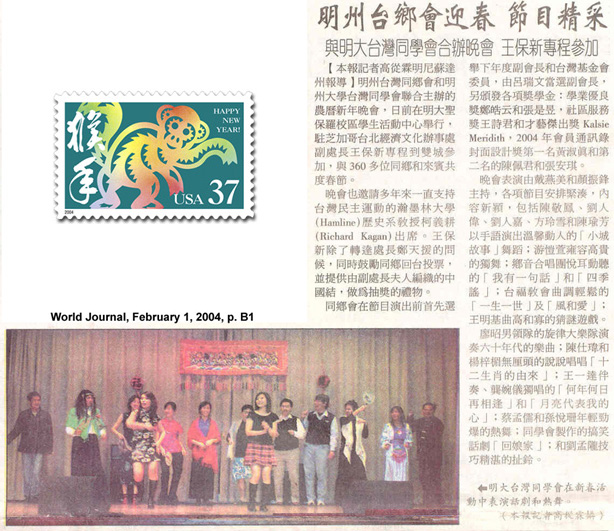 HAPPY
NEW YEAR!
猴年
USA 37
2004
World Journal, February 1, 2004, p. B1
明州台鄉會迎春 節目精采
與明大台灣同學會合辦晚會 王保新專程參加
【本報記者高從霖明尼蘇達
州報導】明州台灣同鄉會和明
州大學台灣同學會聯合主辦的
農曆新年晚會，日前在明大聖
保羅校區學生活動中心舉行，
駐芝加哥台北經濟文化辦事處
副處長王保新專程到雙城參
加，與360多位同鄉和來賓共
度春節。
晚會也邀請多年來一直支持
台灣民主運動的瀚墨林大學
(Hamline)歷史系教授柯義耕
(Richard Kagan)出席。王保
新除了轉達處長鄭天授的問
候，同時鼓勵同鄉回台投票，
並提供由副處長夫人編織的中
國結，做為抽獎的禮物。
同鄉會在節目演出前首先選
舉下年度副會長和台灣基金會
委員，由呂瑞文當選副會長，
另頒發各項獎學金；學業優良
獎鄭皓云和張是昱，社區服務
獎王詩君和才藝傑出獎Kalsie
Meridith，2004年會員通訊錄
封面設計獎第一名黃淑貞和第
二名的陳佩君和張安琪。
晚會表演由戴燕美和顏振鋒
主持，各項節目安排緊湊，內
容新穎，包括陳敬鳳、劉人
偉、劉人嘉、方玲雪和陳瑜芳
以手語演出溫馨動人的「小城
故事」舞蹈；游愷萱雍容高貴
的獨舞；鄉音合唱團悅耳動聽
的「我有一句話」和「四季
謠」；台福教會曲調輕鬆的
「一生一世」及「風和愛」；
王明基曲高和寡的猜謎遊戲。
廖昭男領隊的旋律大樂隊演
奏六十年代的樂曲；陳仕瑋和
楊梓楣無厘頭的說說唱唱「十
二生肖的由來」；王一達伴
奏、龔婉儀獨唱的「何年何日
再相逢」和「月亮代表我的
心」；蔡孟儒和孫悅珊年輕勁
爆的熱舞；同學會製作的搞笑
話劇「回娘家」；和劉孟隴技
巧精湛的扯鈴。
⬅明大台灣同學會在新春活
動中表演話劇和熱舞。
（本報記者高從霖攝）